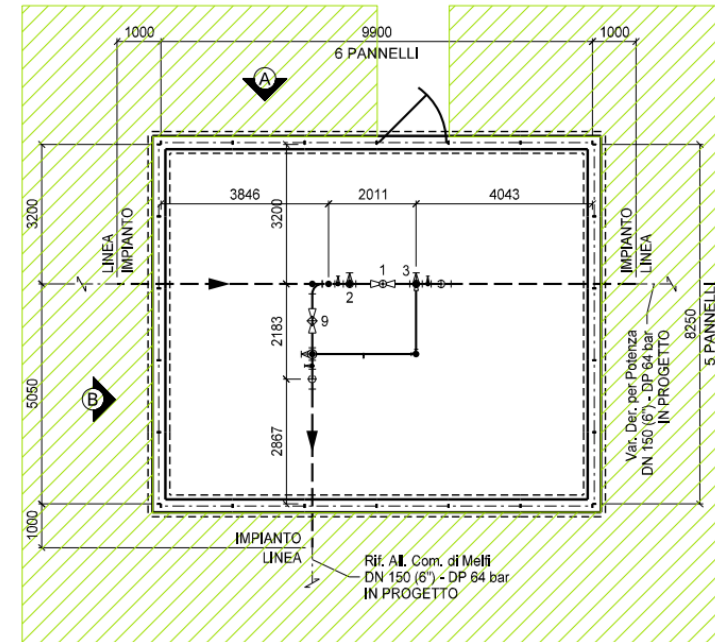 1000
9900
1000
6 PANNELLI
A
3200
LINEA
IMPIANTO
3846
3200
2011
4043
IMPIANTO
LINEA
1
2
3
9
2183
5050
B
2867
8250
5 PANNELLI
Var. Der. per Potenza
DN 150 (6") - DP 64 bar
IN PROGETTO
1000
IMPIANTO
LINEA
Rif. All. Com. di Melfi
DN 150 (6") - DP 64 bar
IN PROGETTO